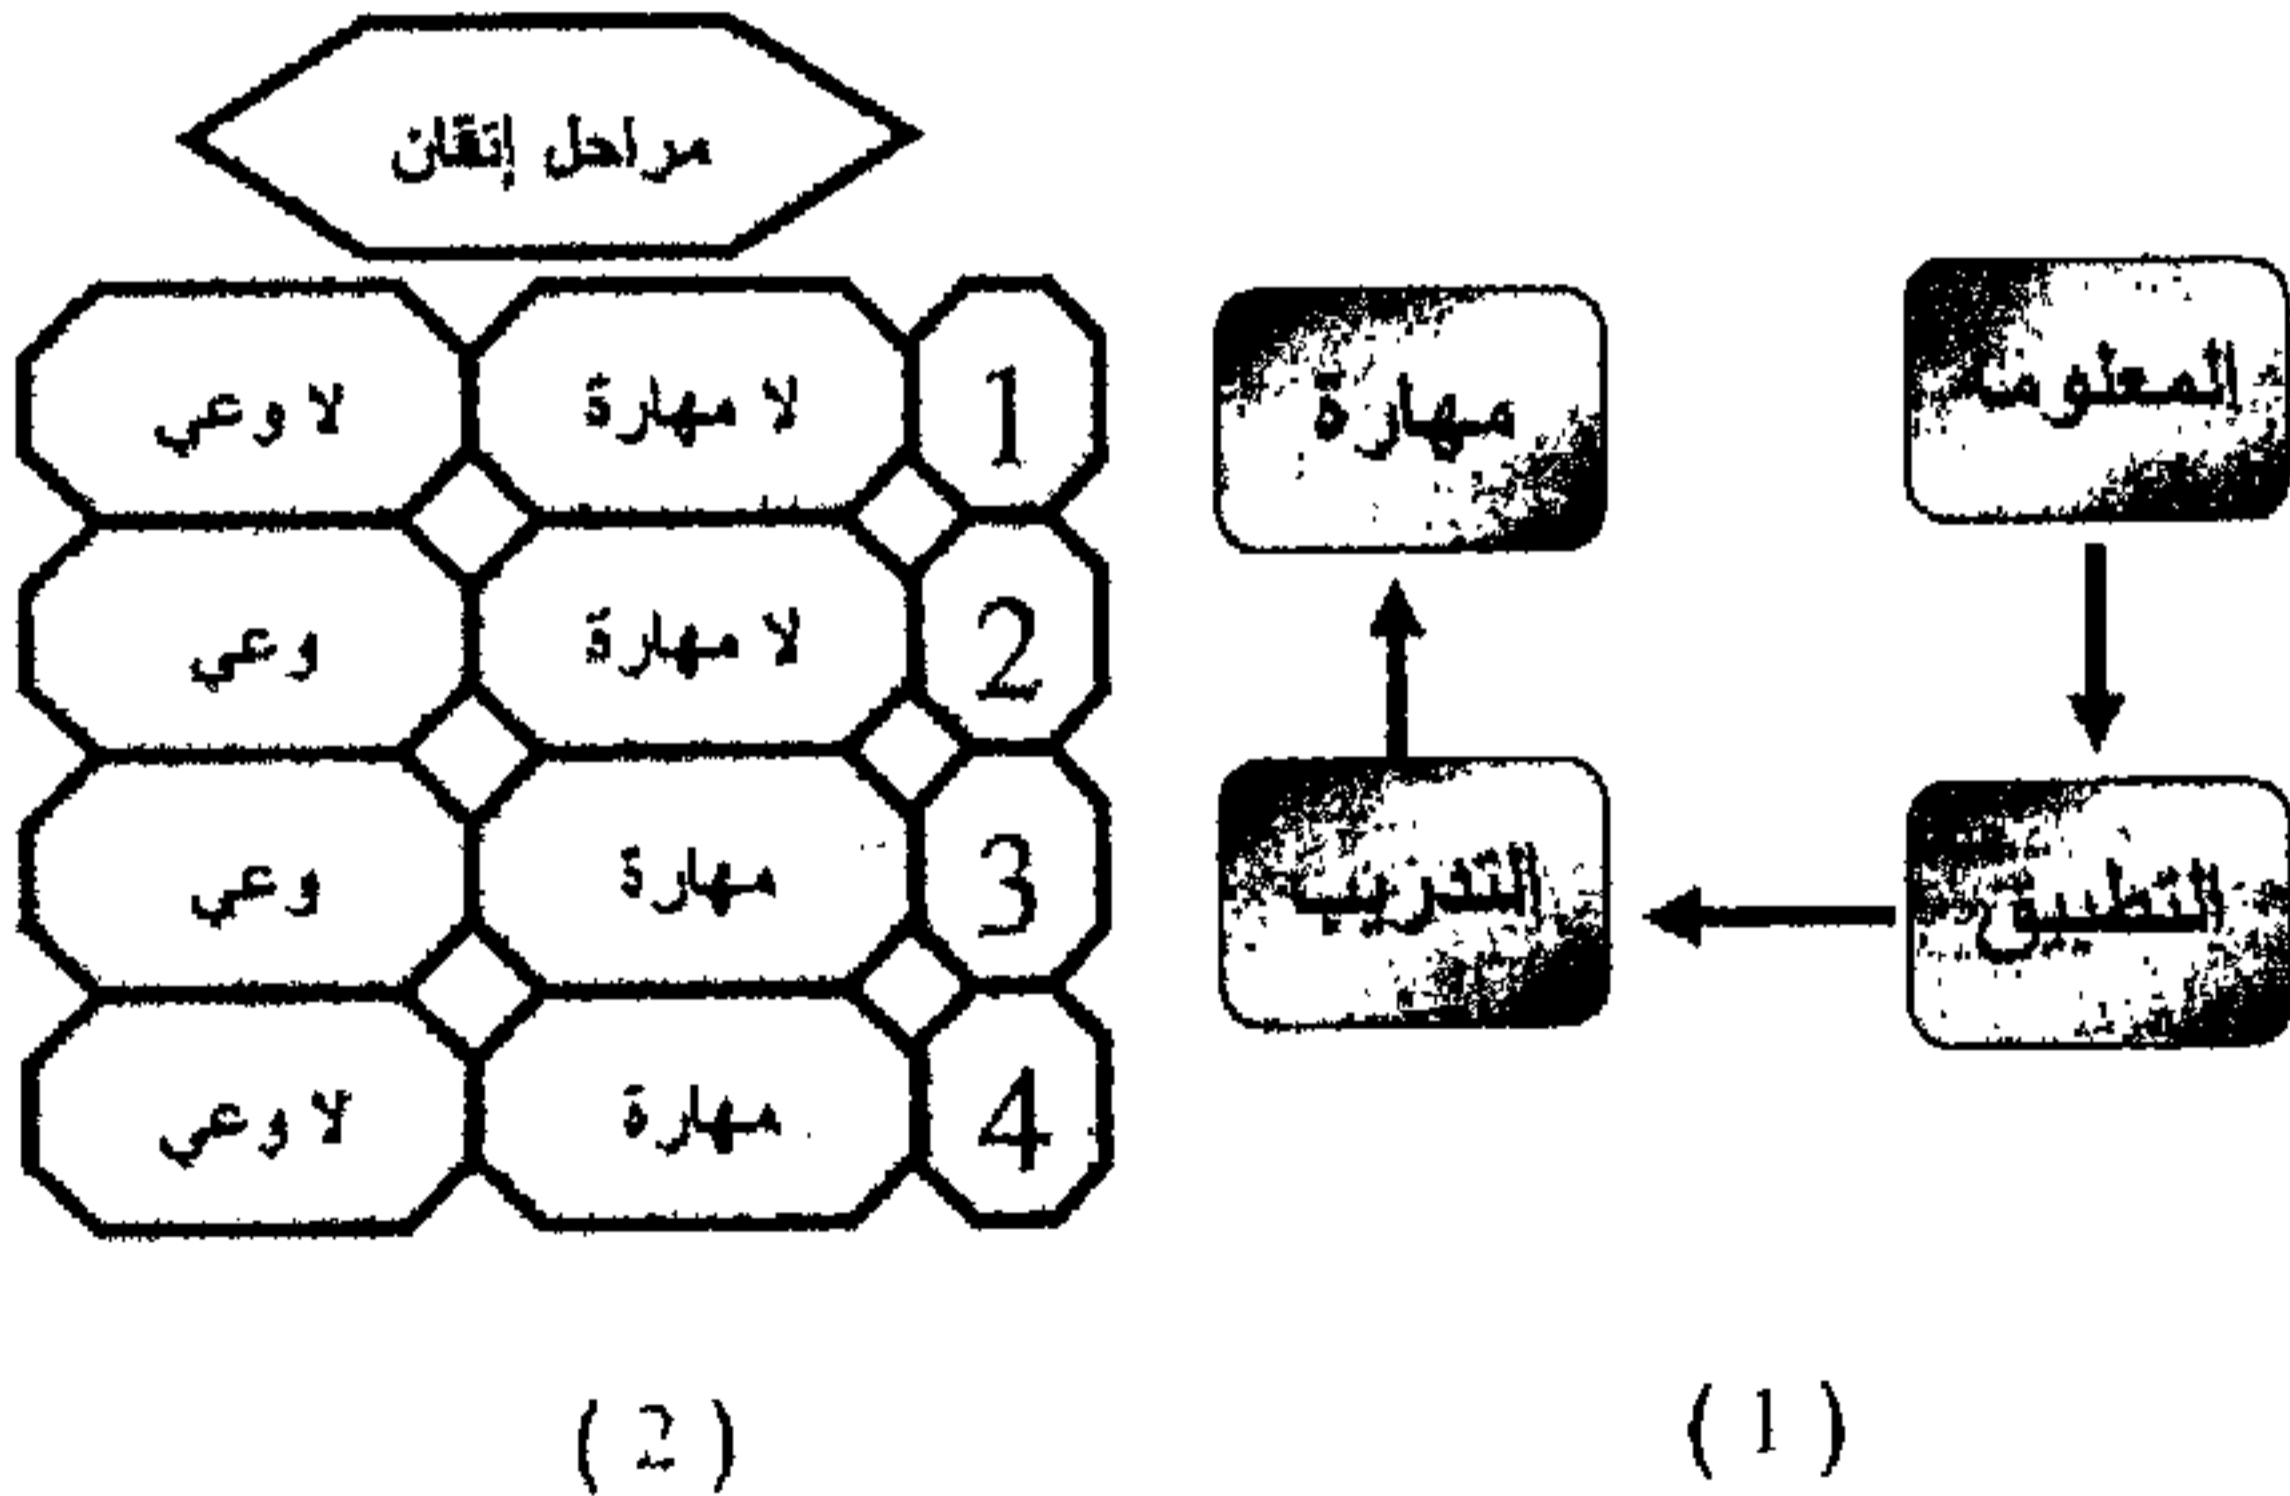 مراحل إتقان
1 لا مهارة لا وعي
2 لا مهارة وعي
3 مهارة وعي
4 مهارة لا وعي
( 2 )
المعلوما
التطبيق
التدريب
مهارة
( 1 )